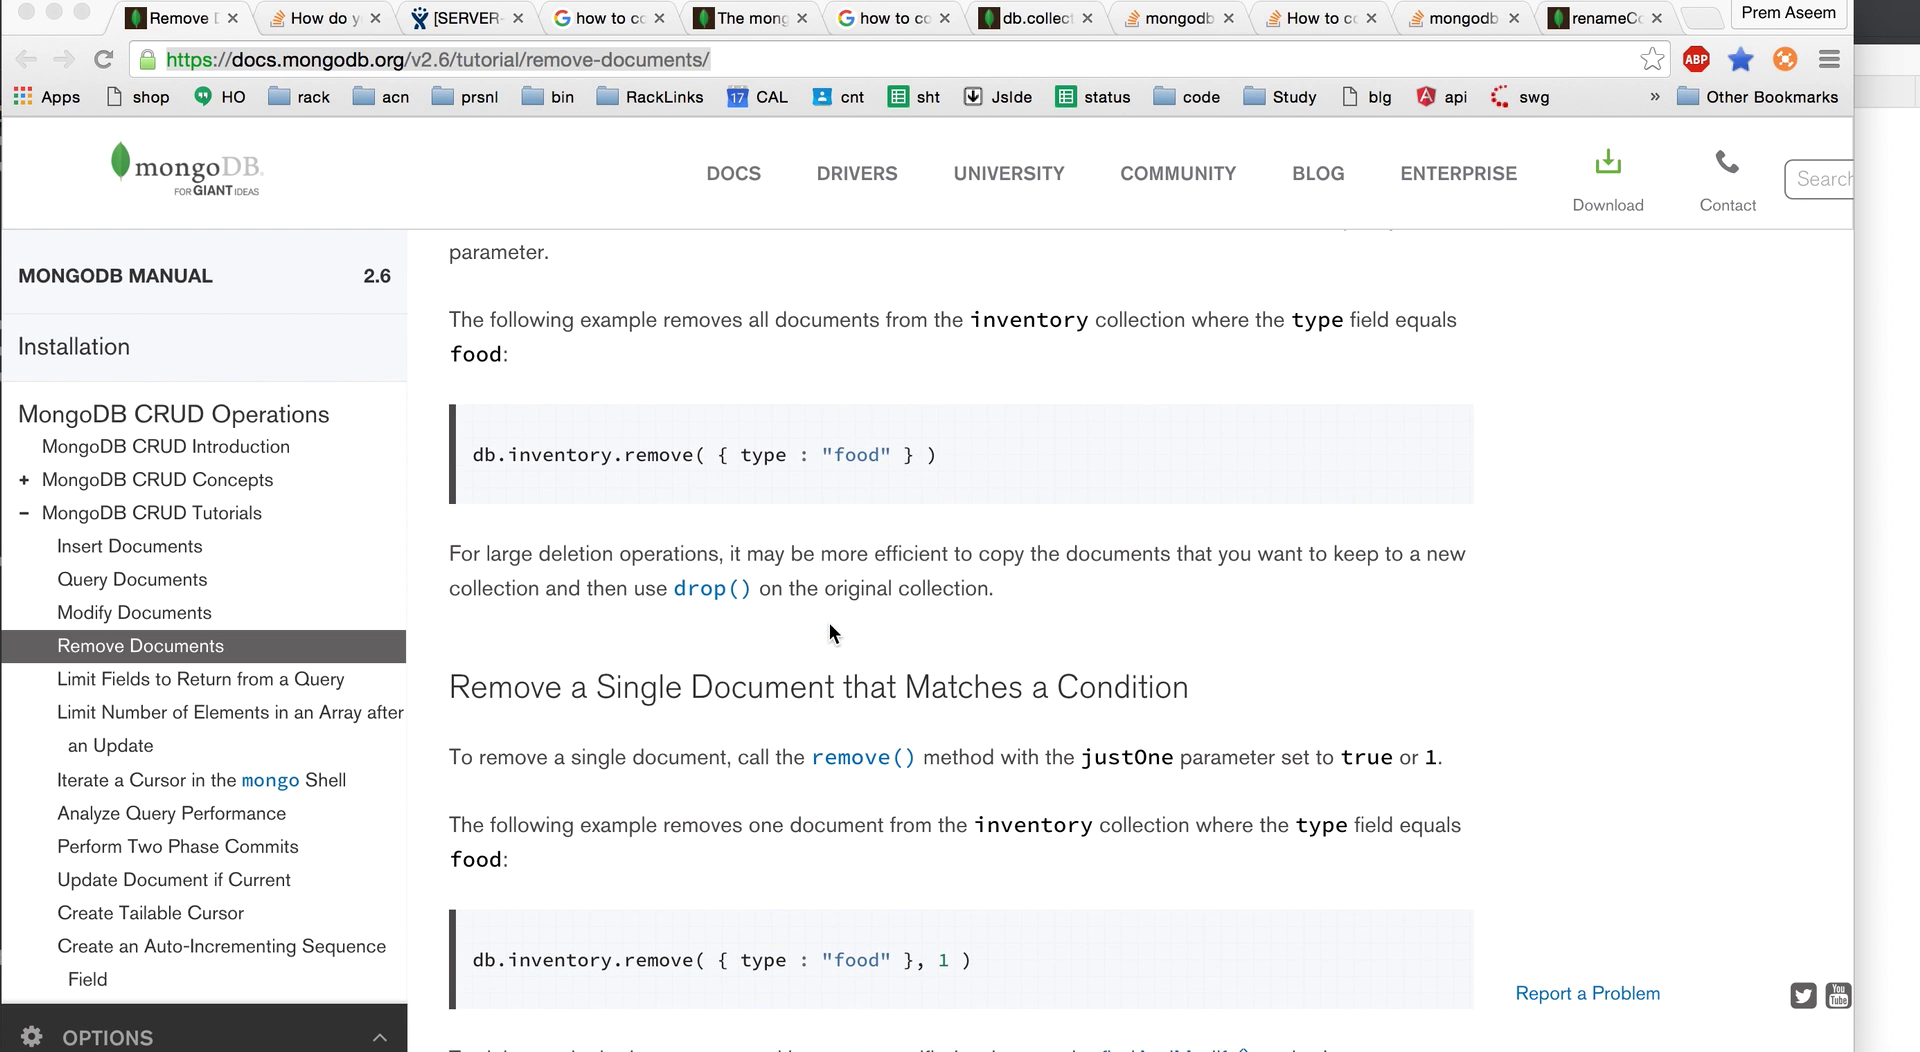 Remove D
How do y
[SERVER-
how to co
The mong
how to co
db.collect
mongodb
How to co
mongodb
renameCo
Prem Aseem
https://docs.mongodb.org/v2.6/tutorial/remove-documents/
ABP
Apps shop HO rack acn prsnl bin RackLinks 17 CAL cnt sht JsIde status code Study blg api swg » Other Bookmarks
mongoDB.
FOR GIANT IDEAS
DOCS DRIVERS UNIVERSITY COMMUNITY BLOG ENTERPRISE
Download
Contact
Search
MONGODB MANUAL 2.6
Installation
MongoDB CRUD Operations
MongoDB CRUD Introduction
+ MongoDB CRUD Concepts
– MongoDB CRUD Tutorials
Insert Documents
Query Documents
Modify Documents
Remove Documents
Limit Fields to Return from a Query
Limit Number of Elements in an Array after
an Update
Iterate a Cursor in the mongo Shell
Analyze Query Performance
Perform Two Phase Commits
Update Document if Current
Create Tailable Cursor
Create an Auto-Incrementing Sequence
Field
OPTIONS
parameter.
The following example removes all documents from the inventory collection where the type field equals
food:
db.inventory.remove( { type : "food" } )
For large deletion operations, it may be more efficient to copy the documents that you want to keep to a new
collection and then use drop() on the original collection.
Remove a Single Document that Matches a Condition
To remove a single document, call the remove() method with the justOne parameter set to true or 1.
The following example removes one document from the inventory collection where the type field equals
food:
db.inventory.remove( { type : "food" }, 1 )
Report a Problem
You
Tube